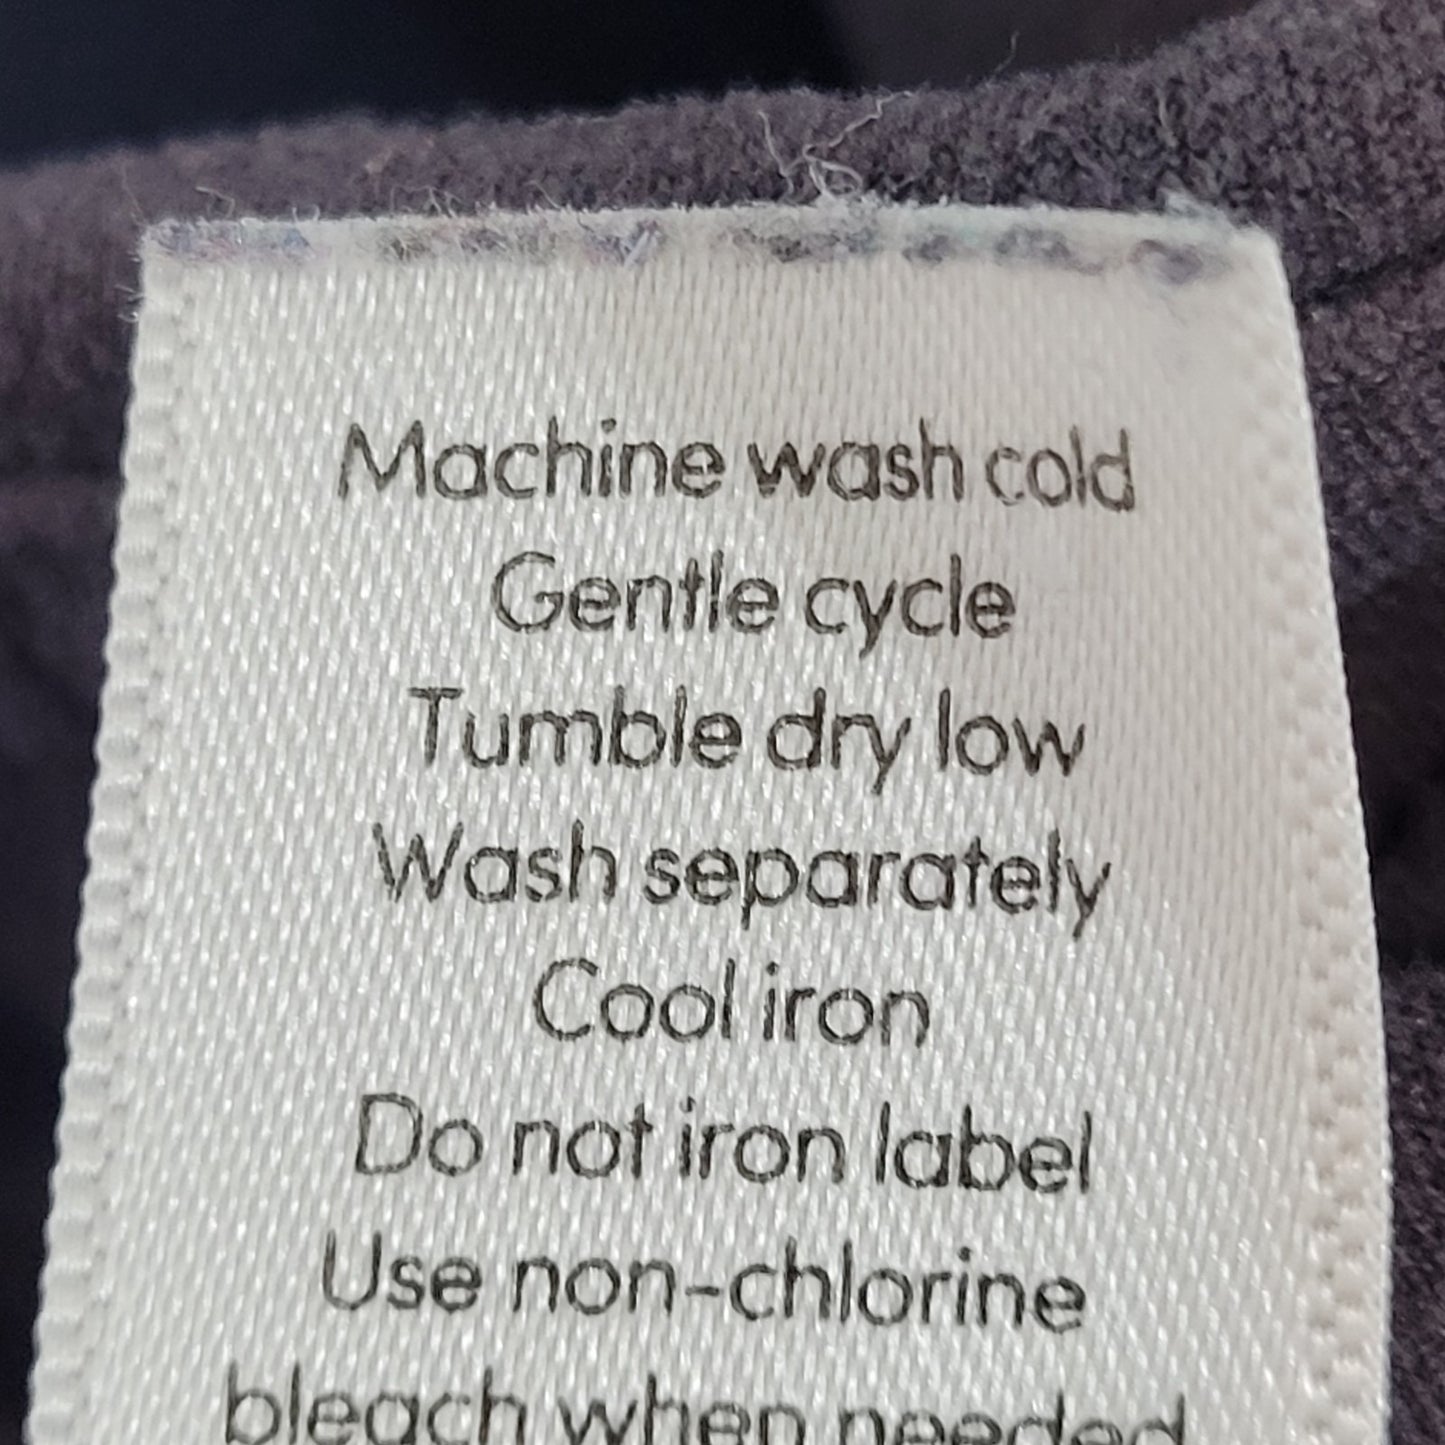 Machine wash cold
Gentle cycle
Tumble dry low
Wash separately
Cool iron
Do not iron label
Use non-chlorine
bleach when needed